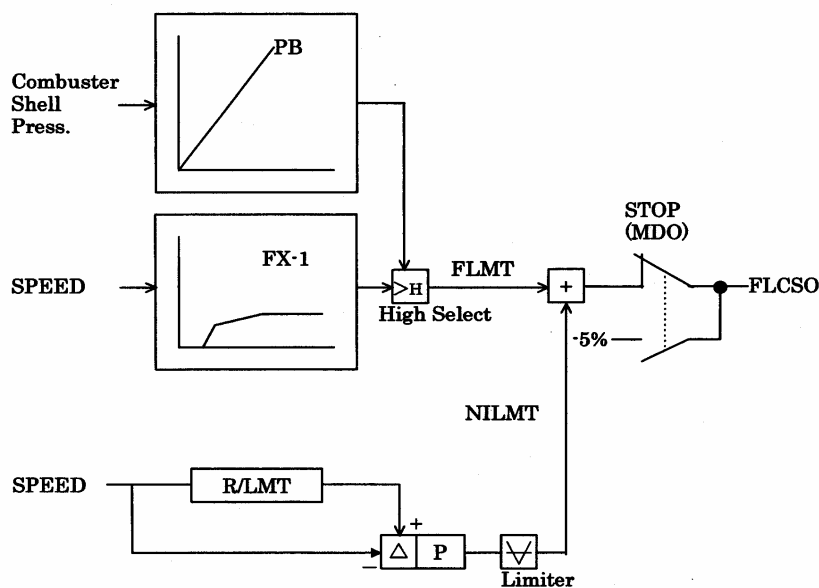 PB
Combuster
Shell
Press.
STOP
(MDO)
FX-1
SPEED
FLMT
>H
+
FLCSO
High Select
-5%
NILMT
SPEED
R/LMT
+
△ P
−
Limiter